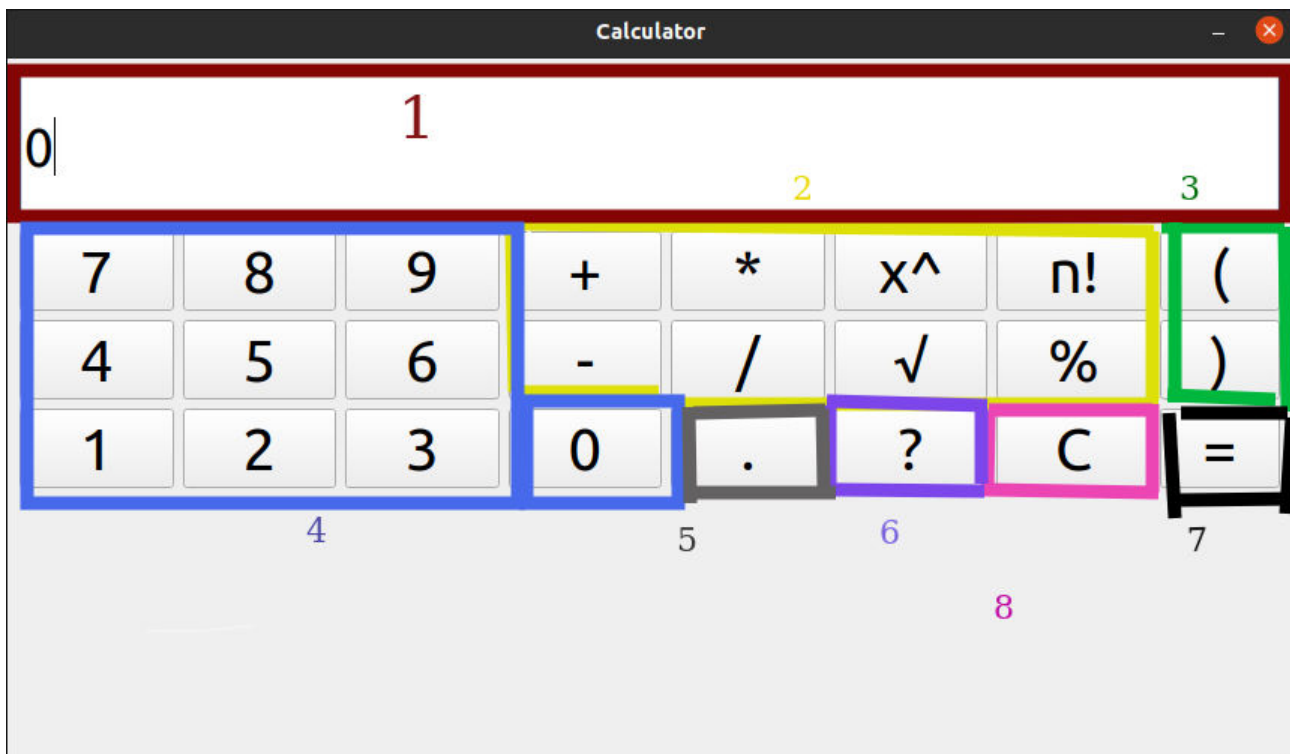 Calculator
1
0
2 3
7 8 9 + * x^ n! (
4 5 6 - / √ % )
1 2 3 0 . ? C =
4 5 6 7
8